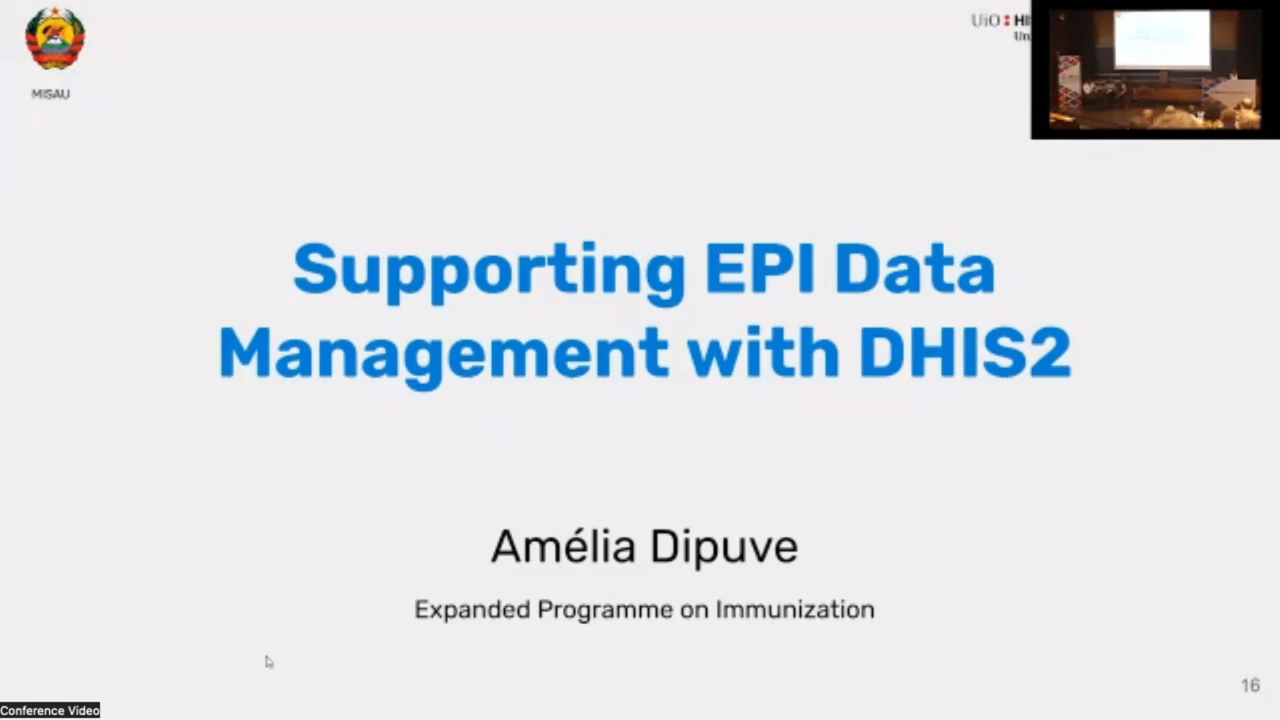 MISAU
UiO
Supporting EPI Data
Management with DHIS2
Amélia Dipuve
Expanded Programme on Immunization
16
Conference Video